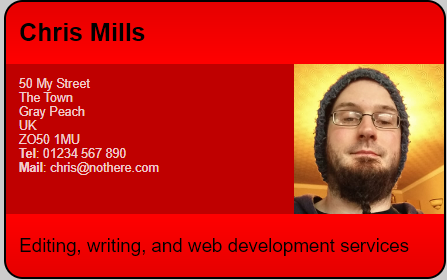 Chris Mills
50 My Street
The Town
Gray Peach
UK
ZO50 1MU
Tel: 01234 567 890
Mail: chris@nothere.com
Editing, writing, and web development services